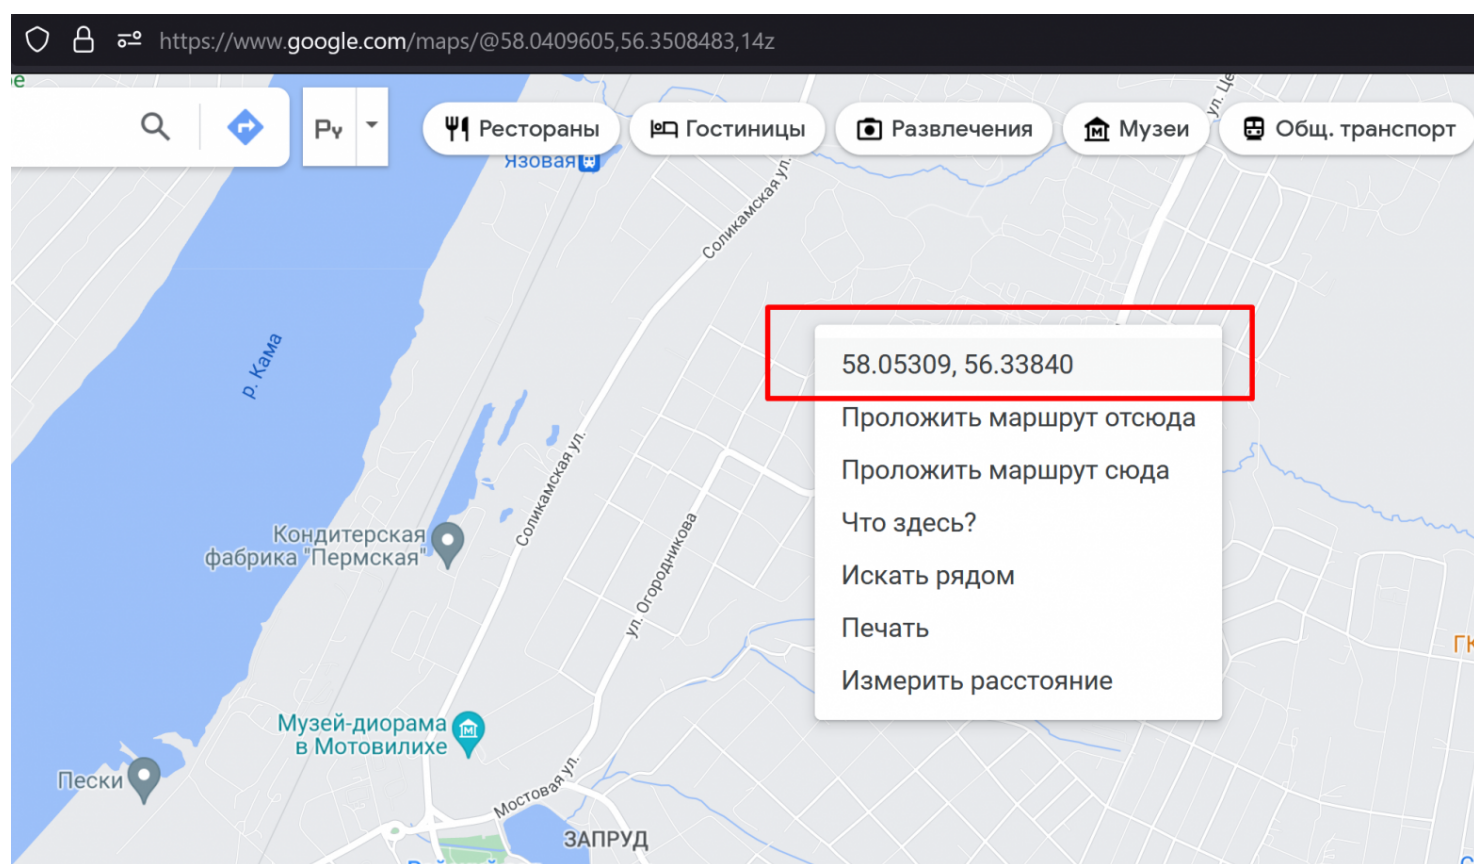 https://www.google.com/maps/@58.0409605,56.3508483,14z
Ру
Рестораны
Гостиницы
Развлечения
Музеи
Общ. транспорт
Язовая
Соликамская ул.
р. Кама
58.05309, 56.33840
Проложить маршрут отсюда
Проложить маршрут сюда
Что здесь?
Искать рядом
Печать
Измерить расстояние
Соликамская ул.
Кондитерская
фабрика "Пермская"
ул. Огородникова
ГК
Музей-диорама
в Мотовилихе
Пески
Мостовая ул.
ЗАПРУД